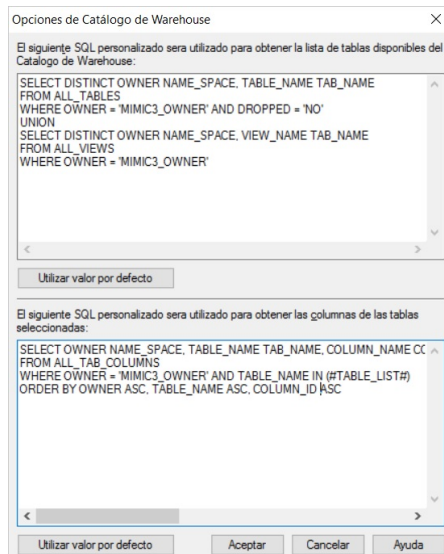 Opciones de Catálogo de Warehouse
El siguiente SQL personalizado sera utilizado para obtener la lista de tablas disponibles del
Catalogo de Warehouse:
SELECT DISTINCT OWNER NAME_SPACE, TABLE_NAME TAB_NAME
FROM ALL_TABLES
WHERE OWNER = 'MIMIC3_OWNER' AND DROPPED = 'NO'
UNION
SELECT DISTINCT OWNER NAME_SPACE, VIEW_NAME TAB_NAME
FROM ALL_VIEWS
WHERE OWNER = 'MIMIC3_OWNER'
Utilizar valor por defecto
El siguiente SQL personalizado sera utilizado para obtener las columnas de las tablas
seleccionadas:
SELECT OWNER NAME_SPACE, TABLE_NAME TAB_NAME, COLUMN_NAME CO
FROM ALL_TAB_COLUMNS
WHERE OWNER = 'MIMIC3_OWNER' AND TABLE_NAME IN (#TABLE_LIST#)
ORDER BY OWNER ASC, TABLE_NAME ASC, COLUMN_ID ASC
Utilizar valor por defecto Aceptar Cancelar Ayuda